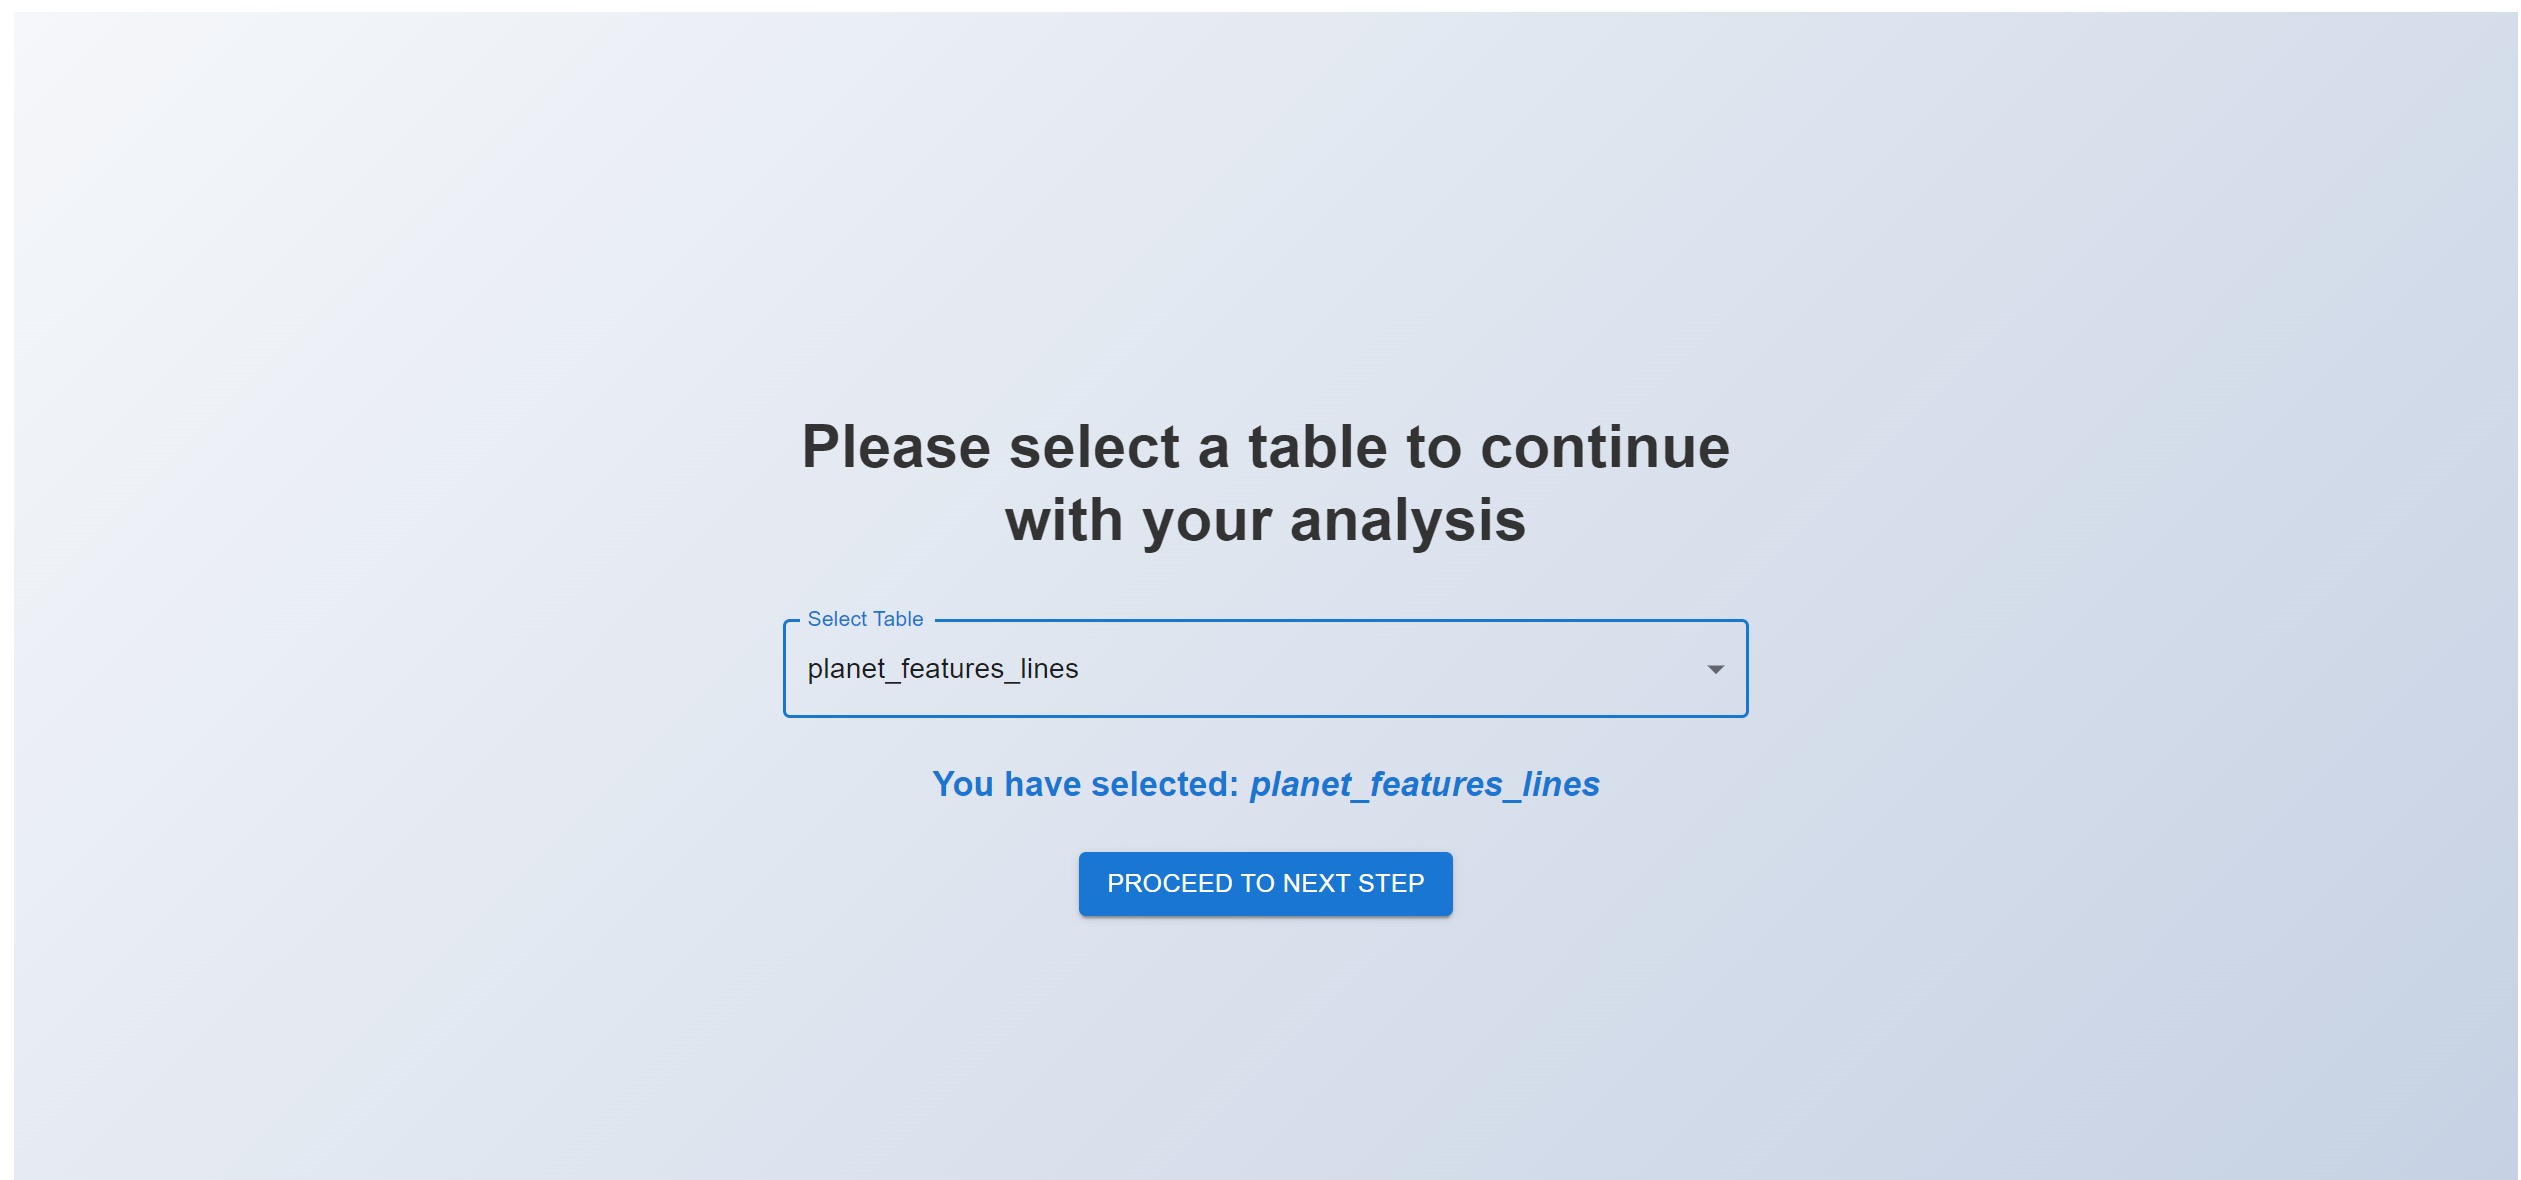 Please select a table to continue
with your analysis
Select Table
planet_features_lines
You have selected: planet_features_lines
PROCEED TO NEXT STEP